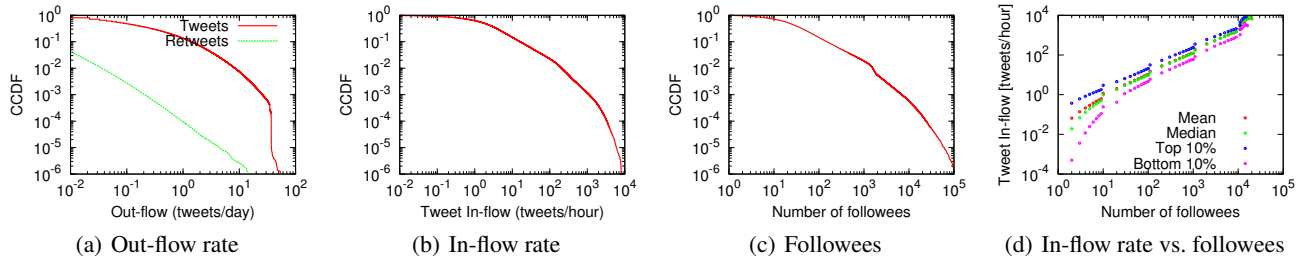 CCDF
10^0
10^-1
10^-2
10^-3
10^-4
10^-5
10^-6
10^-2 10^-1 10^0 10^1 10^2
Tweets
Retweets
Out-flow (tweets/day)
(a) Out-flow rate
CCDF
10^0
10^-1
10^-2
10^-3
10^-4
10^-5
10^-6
10^-2 10^-1 10^0 10^1 10^2 10^3 10^4
Tweet In-flow (tweets/hour)
(b) In-flow rate
CCDF
10^0
10^-1
10^-2
10^-3
10^-4
10^-5
10^-6
10^0 10^1 10^2 10^3 10^4 10^5
Number of followees
(c) Followees
Tweet In-flow [tweets/hour]
10^4
10^2
10^0
10^-2
10^-4
10^0 10^1 10^2 10^3 10^4 10^5
Mean
Median
Top 10%
Bottom 10%
Number of followees
(d) In-flow rate vs. followees